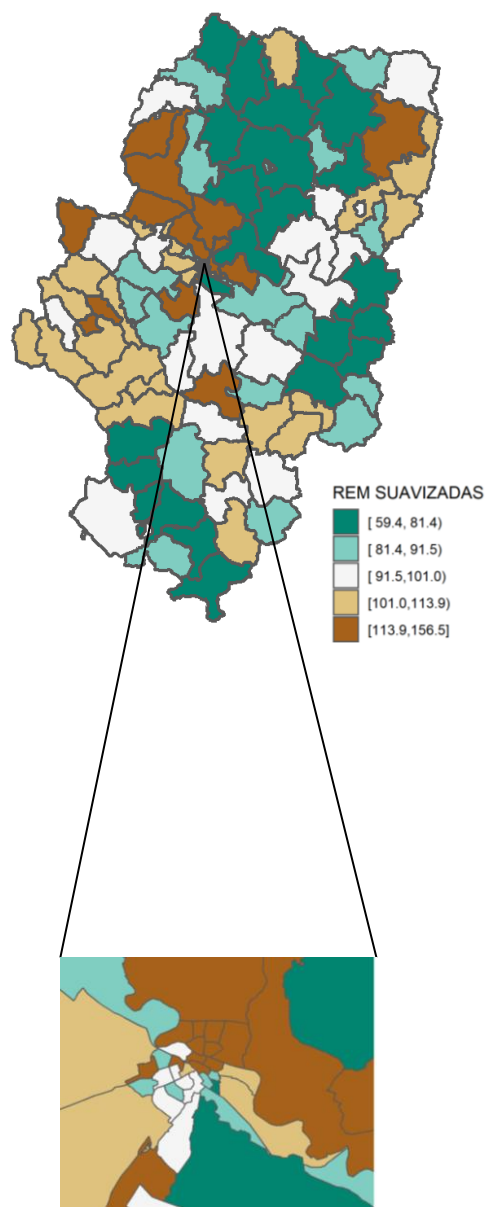 REM SUAVIZADAS
[ 59.4, 81.4)
[ 81.4, 91.5)
[ 91.5,101.0)
[101.0,113.9)
[113.9,156.5]